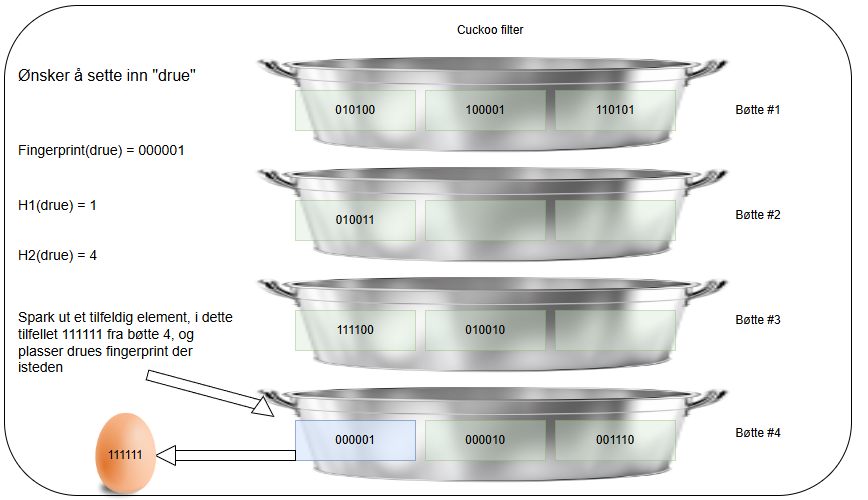 Cuckoo filter
Ønsker å sette inn "drue"
010100 100001 110101 Bøtte #1
Fingerprint(drue) = 000001
H1(drue) = 1
010011 Bøtte #2
H2(drue) = 4
Spark ut et tilfeldig element, i dette
tilfellet 111111 fra bøtte 4, og
plasser drues fingerprint der
isteden
111100 010010 Bøtte #3
000001 000010 001110 Bøtte #4
111111